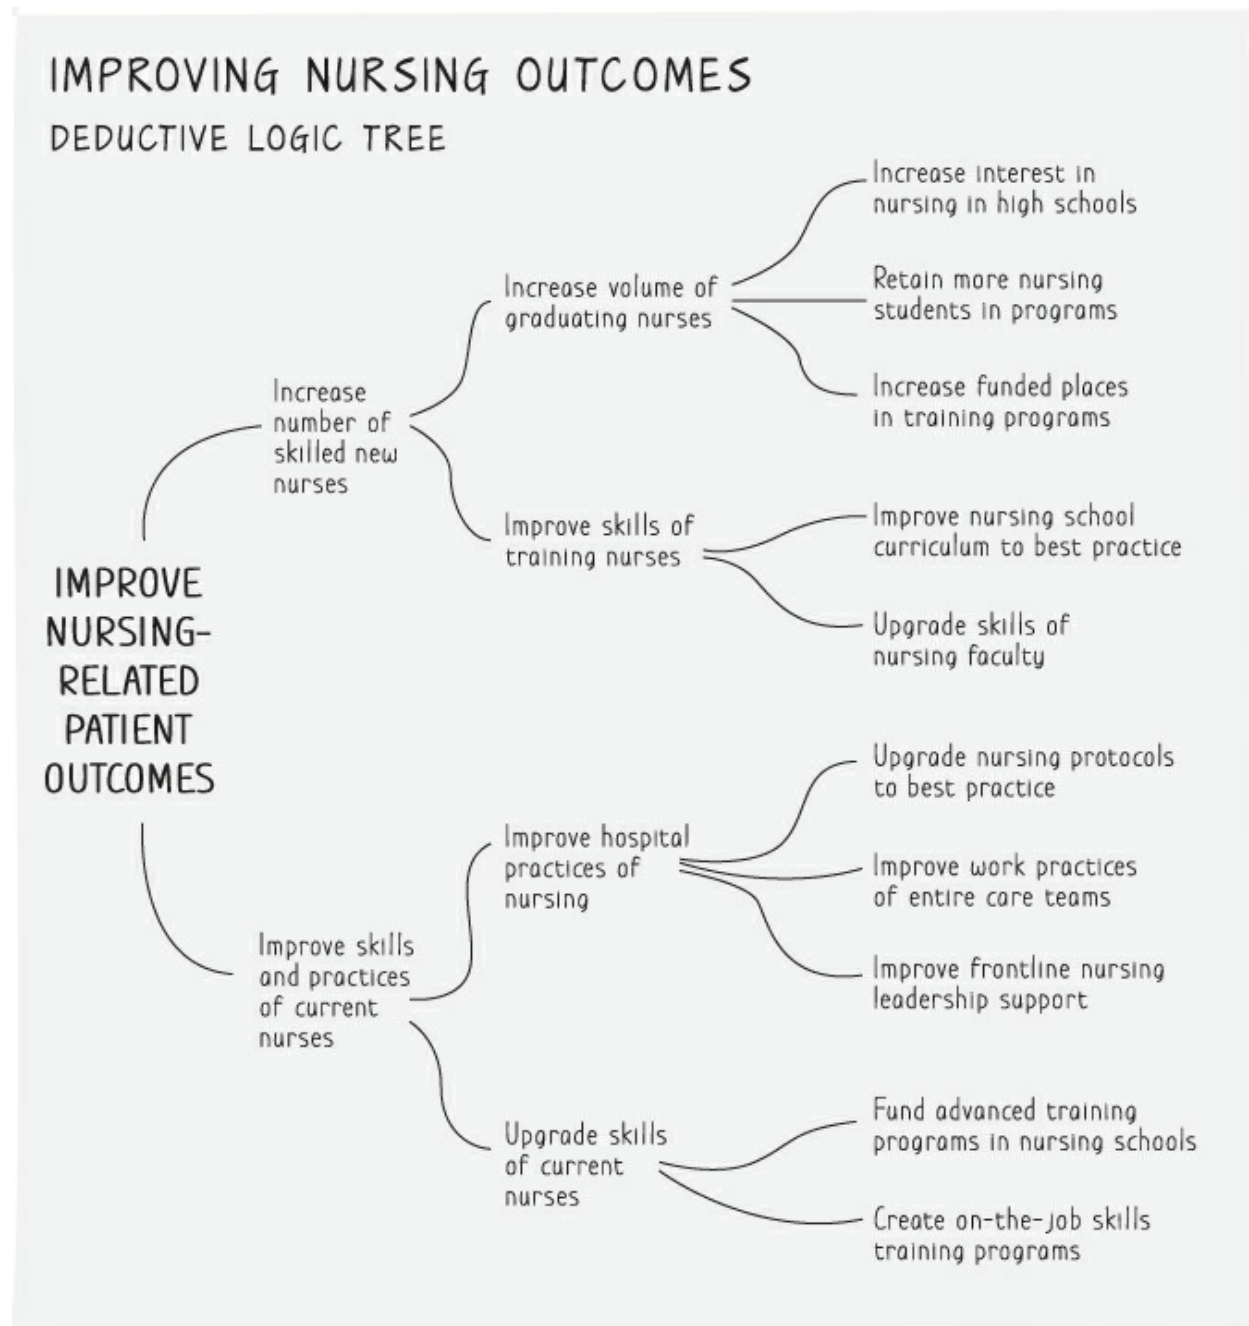 IMPROVING NURSING OUTCOMES
DEDUCTIVE LOGIC TREE
IMPROVE
NURSING-
RELATED
PATIENT
OUTCOMES
Increase
number of
skilled new
nurses
Increase volume of
graduating nurses
Increase interest in
nursing in high schools
Retain more nursing
students in programs
Increase funded places
in training programs
Improve skills of
training nurses
Improve nursing school
curriculum to best practice
Upgrade skills of
nursing faculty
Improve skills
and practices
of current
nurses
Improve hospital
practices of
nursing
Upgrade nursing protocols
to best practice
Improve work practices
of entire care teams
Improve frontline nursing
leadership support
Upgrade skills
of current
nurses
Fund advanced training
programs in nursing schools
Create on-the-job skills
training programs